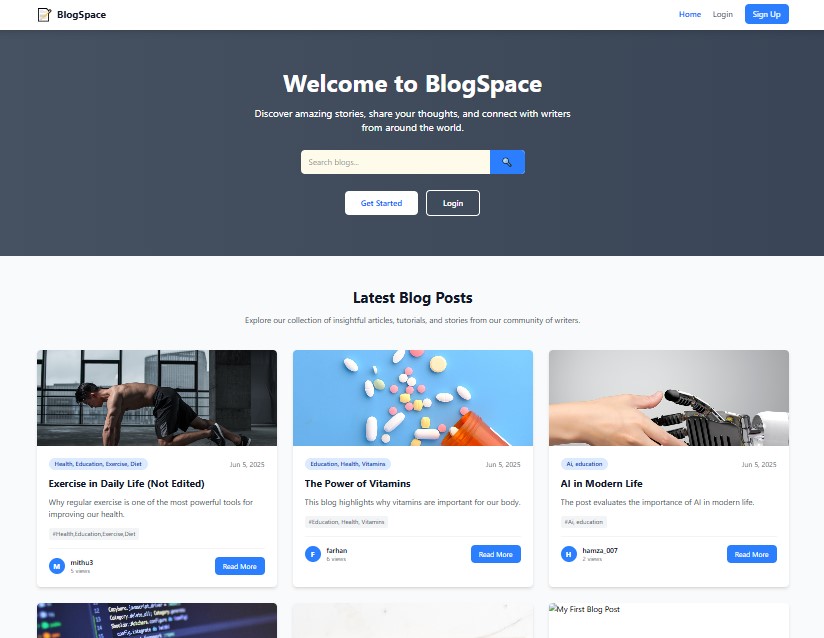 BlogSpace
Home
Login
Sign Up
Welcome to BlogSpace
Discover amazing stories, share your thoughts, and connect with writers
from around the world.
Search blogs...
Get Started
Login
Latest Blog Posts
Explore our collection of insightful articles, tutorials, and stories from our community of writers.
Health, Education, Exercise, Diet
Jun 5, 2025
Exercise in Daily Life (Not Edited)
Why regular exercise is one of the most powerful tools for
improving our health.
#Health,Education,Exercise,Diet
M
mithu3
5 views
Read More
Education, Health, Vitamins
Jun 5, 2025
The Power of Vitamins
This blog highlights why vitamins are important for our body.
#Education, Health, Vitamins
F
farhan
6 views
Read More
Ai, education
Jun 5, 2025
AI in Modern Life
The post evaluates the importance of AI in modern life.
#Ai, education
H
hamza_007
2 views
Read More
My First Blog Post